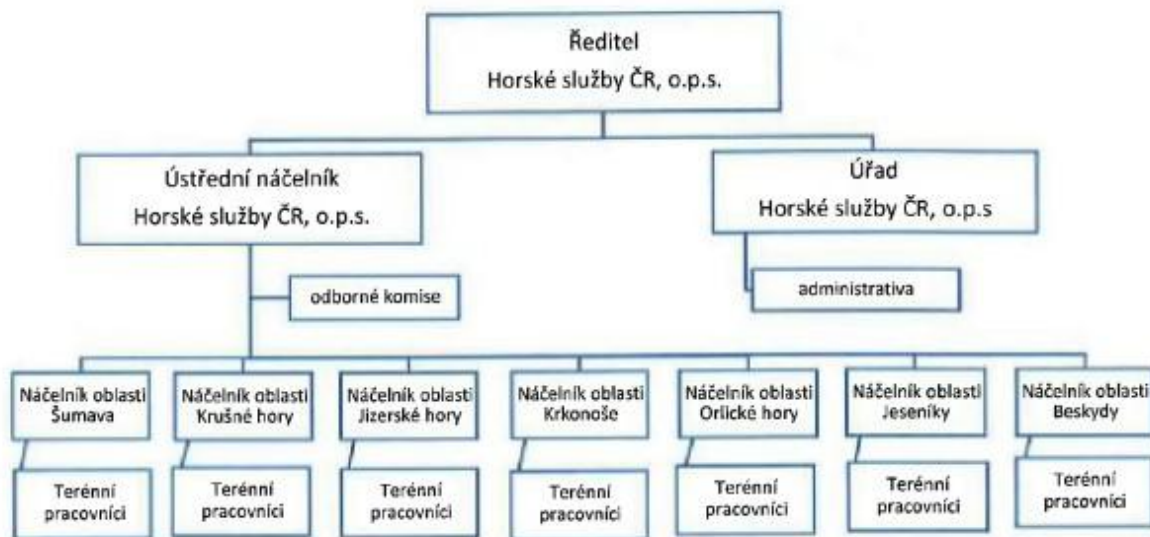 Ředitel
Horské služby ČR, o.p.s.
Ústřední náčelník
Horské služby ČR, o.p.s.
Úřad
Horské služby ČR, o.p.s
odborné komise
administrativa
Náčelník oblasti
Šumava
Náčelník oblasti
Krušné hory
Náčelník oblasti
Jizerské hory
Náčelník oblasti
Krkonoše
Náčelník oblasti
Orlické hory
Náčelník oblasti
Jeseníky
Náčelník oblasti
Beskydy
Terénní
pracovníci
Terénní
pracovníci
Terénní
pracovníci
Terénní
pracovníci
Terénní
pracovníci
Terénní
pracovníci
Terénní
pracovníci